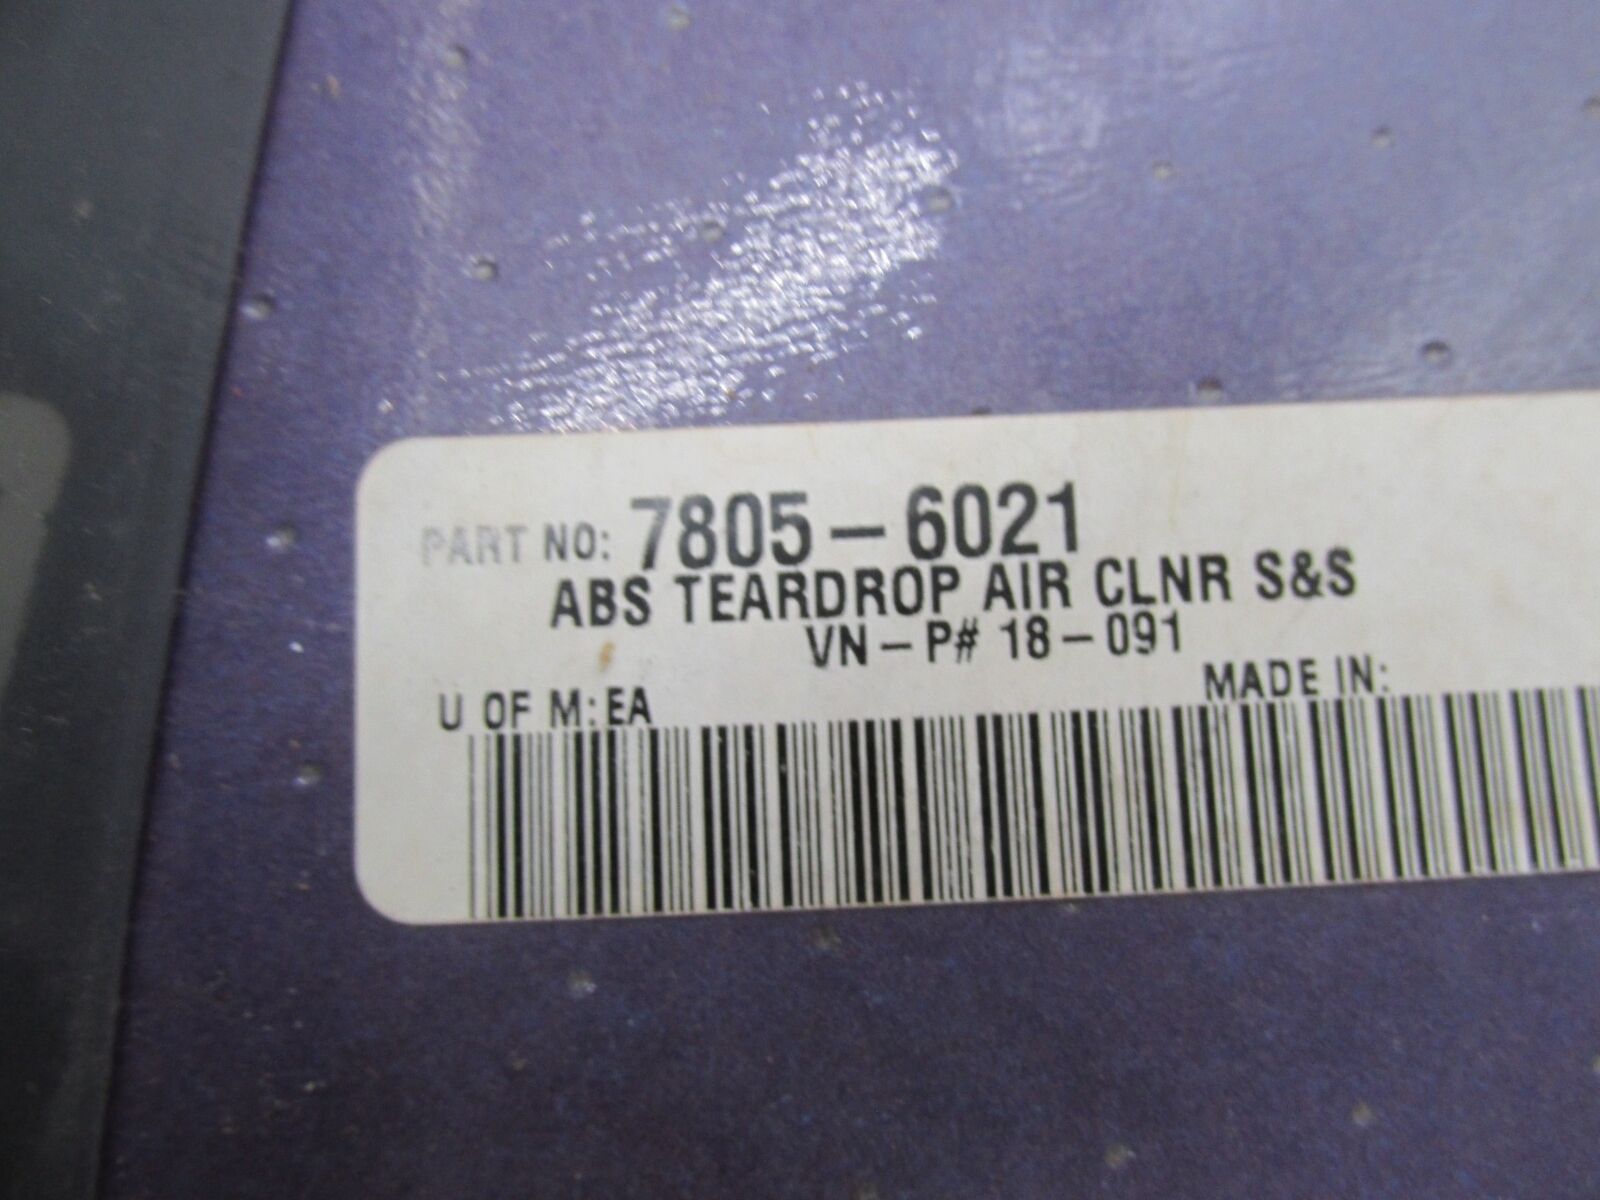 PART NO: 7805-6021
ABS TEARDROP AIR CLNR S&S
VN-P# 18-091
U OF M: EA
MADE IN: